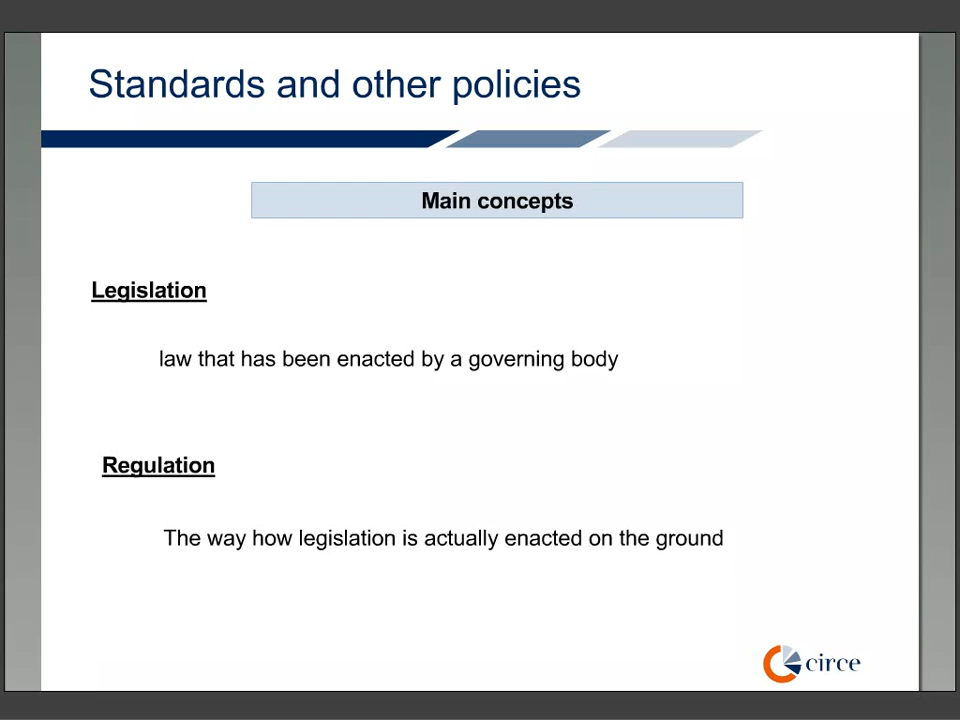 Standards and other policies
Main concepts
Legislation
law that has been enacted by a governing body
Regulation
The way how legislation is actually enacted on the ground
circe